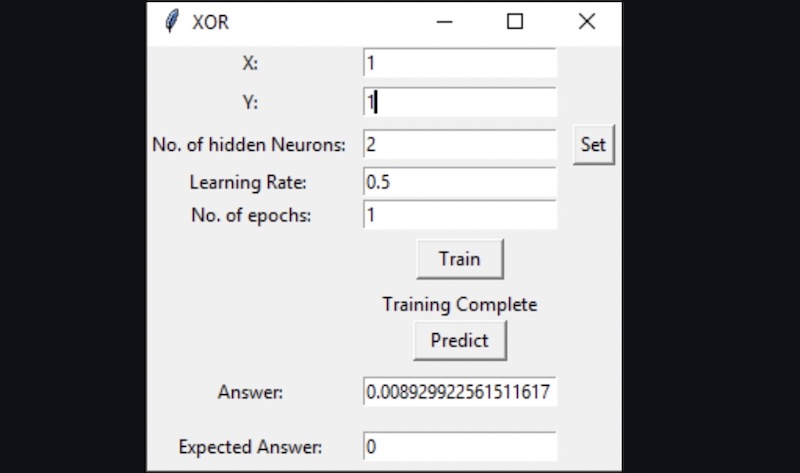 XOR
X: 1
Y: 1
No. of hidden Neurons: 2 Set
Learning Rate: 0.5
No. of epochs: 1
Train
Training Complete
Predict
Answer: 0.008929922561511617
Expected Answer: 0